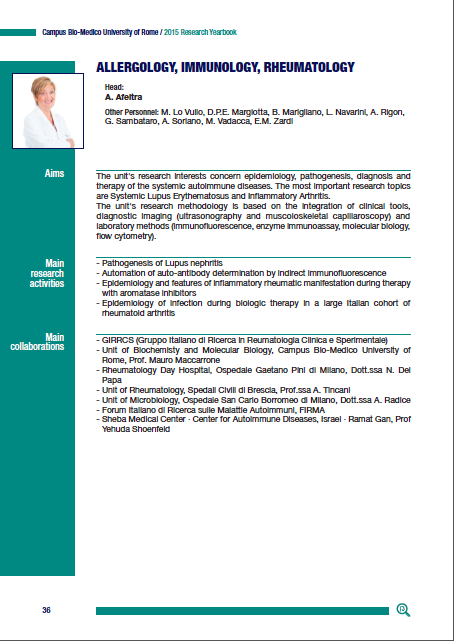 Campus Bio-Medico University of Rome / 2015 Research Yearbook
ALLERGOLOGY, IMMUNOLOGY, RHEUMATOLOGY
Head:
A. Afeltra
Other Personnel: M. Lo Vullo, D.P.E. Margiotta, B. Marigliano, L. Navarini, A. Rigon,
G. Sambataro, A. Soriano, M. Vadacca, E.M. Zardi
Aims
The unit's research interests concern epidemiology, pathogenesis, diagnosis and
therapy of the systemic autoimmune diseases. The most important research topics
are Systemic Lupus Erythematosus and Inflammatory Arthritis.
The unit's research methodology is based on the integration of clinical tools,
diagnostic imaging (ultrasonography and muscoloskeletal capillaroscopy) and
laboratory methods (immunofluorescence, enzyme immunoassay, molecular biology,
flow cytometry).
Main
research
activities
- Pathogenesis of Lupus nephritis
- Automation of auto-antibody determination by indirect immunofluorescence
- Epidemiology and features of inflammatory rheumatic manifestation during therapy
with aromatase inhibitors
- Epidemiology of infection during biologic therapy in a large Italian cohort of
rheumatoid arthritis
Main
collaborations
- GIRRCS (Gruppo Italiano di Ricerca in Reumatologia Clinica e Sperimentale)
- Unit of Biochemisty and Molecular Biology, Campus Bio-Medico University of
Rome, Prof. Mauro Maccarrone
- Rheumatology Day Hospital, Ospedale Gaetano Pini di Milano, Dott.ssa N. Del
Papa
- Unit of Rheumatology, Spedali Civili di Brescia, Prof.ssa A. Tincani
- Unit of Microbiology, Ospedale San Carlo Borromeo di Milano, Dott.ssa A. Radice
- Forum Italiano di Ricerca sulle Malattie Autoimmuni, FIRMA
- Sheba Medical Center - Center for Autoimmune Diseases, Israel - Ramat Gan, Prof
Yehuda Shoenfeld
36